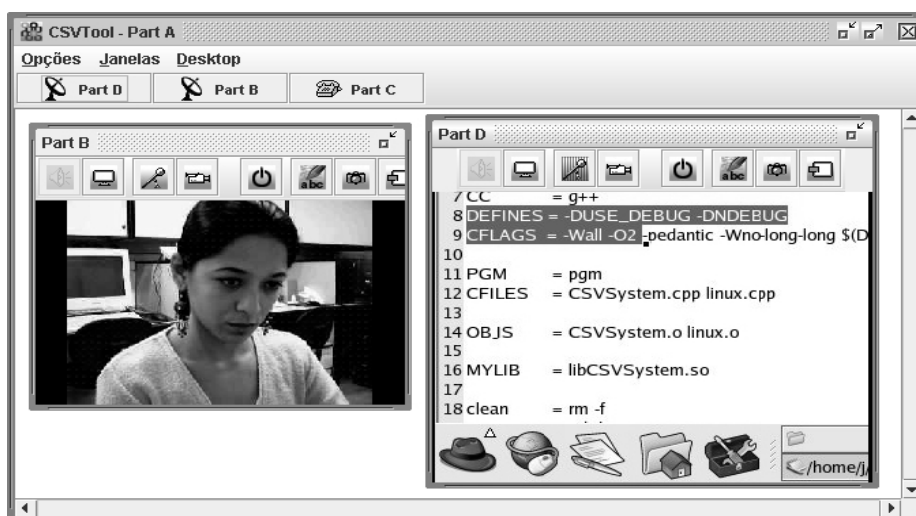 CSVTool - Part A
Opções Janelas Desktop
Part D Part B Part C
Part B
abc
Part D
abc
7 CC = g++
8 DEFINES = -DUSE_DEBUG -DNDEBUG
9 CFLAGS = -Wall -O2 -pedantic -Wno-long-long $(D
10
11 PGM = pgm
12 CFILES = CSVSystem.cpp linux.cpp
13
14 OBJS = CSVSystem.o linux.o
15
16 MYLIB = libCSVSystem.so
17
18 clean = rm -f
/home/j/